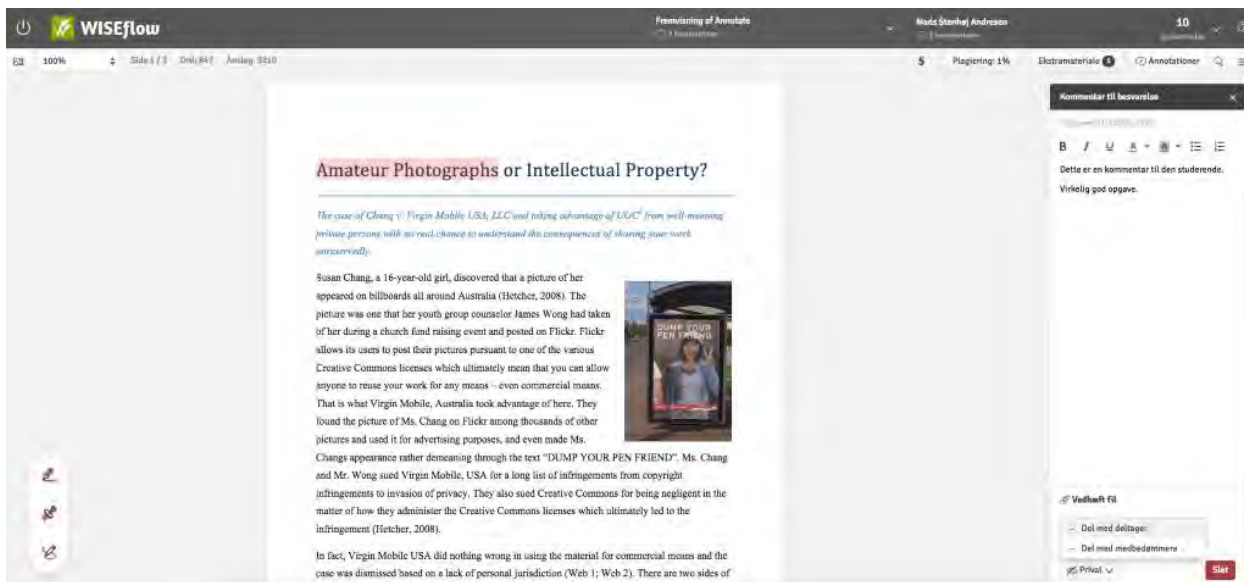 WISEflow
Fremvisning af Annotate
Mads Stenhøj Andresen
10
100%
Side 1 / 3 Ord: 847 Anslag: 5210
5 Plagiering: 1% Ekstramateriale 1 Annotationer
Kommentar til besvarelse
B I U A
Dette er en kommentar til den studerende.
Virkelig god opgave.
Amateur Photographs or Intellectual Property?
The case of Chang v. Virgin Mobile USA, LLC and taking advantage of UGC from well-meaning
private persons with no real chance to understand the consequences of sharing your work
unreservedly.
Susan Chang, a 16-year-old girl, discovered that a picture of her
appeared on billboards all around Australia (Hetcher, 2008). The
picture was one that her youth group counselor James Wong had taken
of her during a church fund raising event and posted on Flickr. Flickr
allows its users to post their pictures pursuant to one of the various
Creative Commons licenses which ultimately mean that you can allow
anyone to reuse your work for any means – even commercial means.
That is what Virgin Mobile, Australia took advantage of here. They
found the picture of Ms. Chang on Flickr among thousands of other
pictures and used it for advertising purposes, and even made Ms.
DUMP YOUR
PEN FRIEND
Changs appearance rather demeaning through the text "DUMP YOUR PEN FRIEND". Ms. Chang
and Mr. Wong sued Virgin Mobile, USA for a long list of infringements from copyright
infringements to invasion of privacy. They also sued Creative Commons for being negligent in the
matter of how they administer the Creative Commons licenses which ultimately led to the
infringement (Hetcher, 2008).
In fact, Virgin Mobile USA did nothing wrong in using the material for commercial means and the
case was dismissed based on a lack of personal jurisdiction (Web 1; Web 2). There are two sides of
Vedhæft fil
Del med deltager
Del med medbedømmere
Privat
Slet